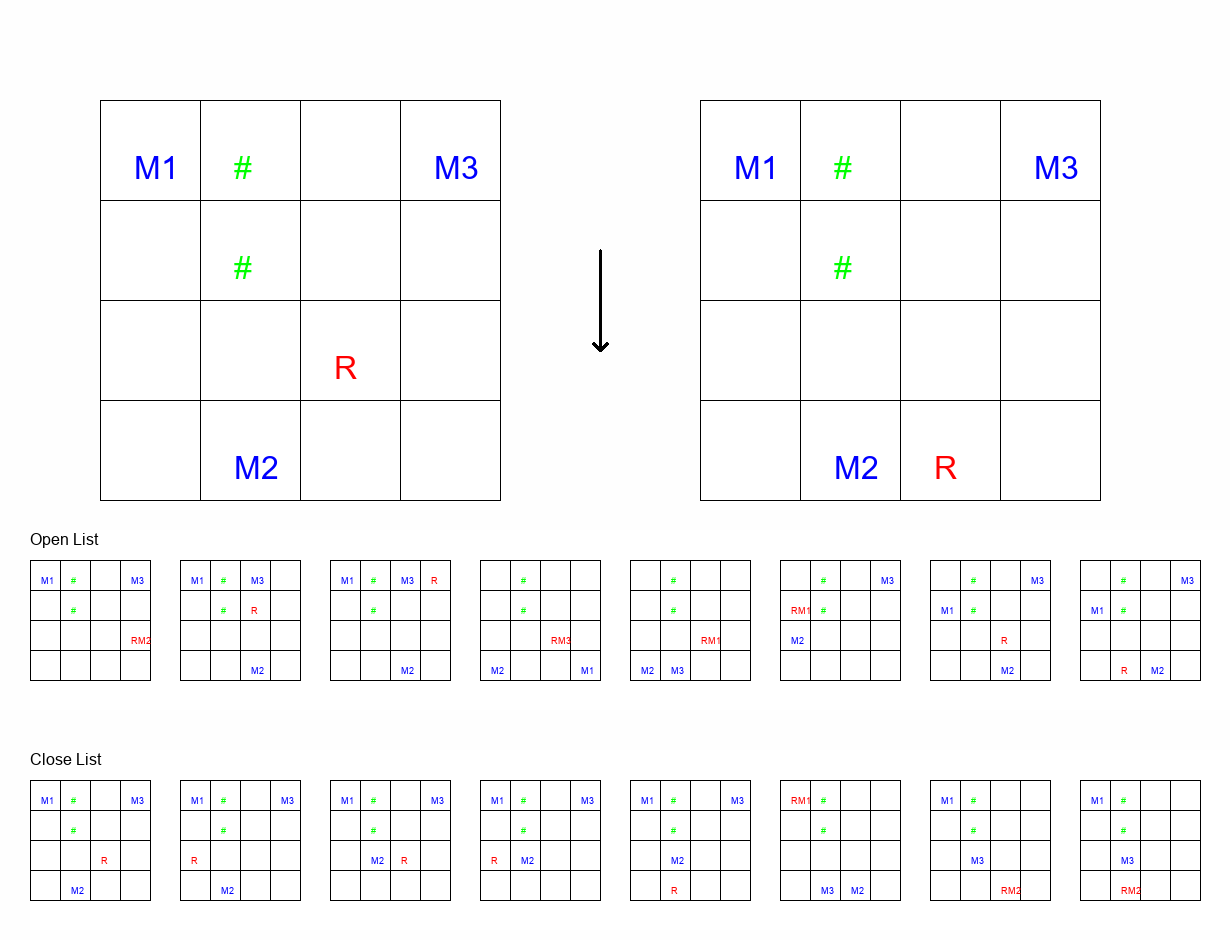 M1 # M3 M1 # M3
# #
R
M2 M2 R
Open List
M1 # M3 M1 # M3 M1 # M3 R # # # M3 # M3 # M3
# # R # # # RM1 # M1 # M1 #
RM2 RM3 RM1 M2 R
M2 M2 M2 M1 M2 M3 M2 R M2
Close List
M1 # M3 M1 # M3 M1 # M3 M1 # M3 M1 # M3 RM1 # M1 # M1 #
# # # # # # # #
R R M2 R R M2 M2 M3 M3
M2 M2 R M3 M2 RM2 RM2